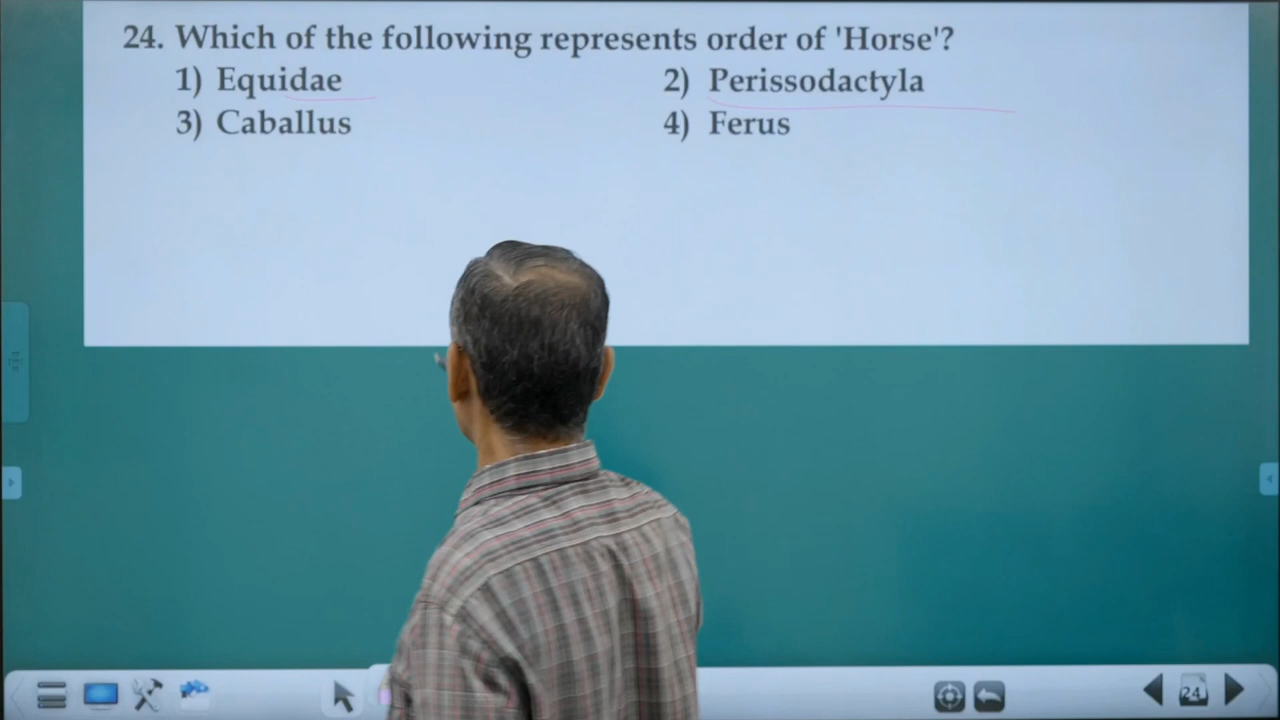 24. Which of the following represents order of 'Horse'?
1) Equidae 2) Perissodactyla
3) Caballus 4) Ferus
24